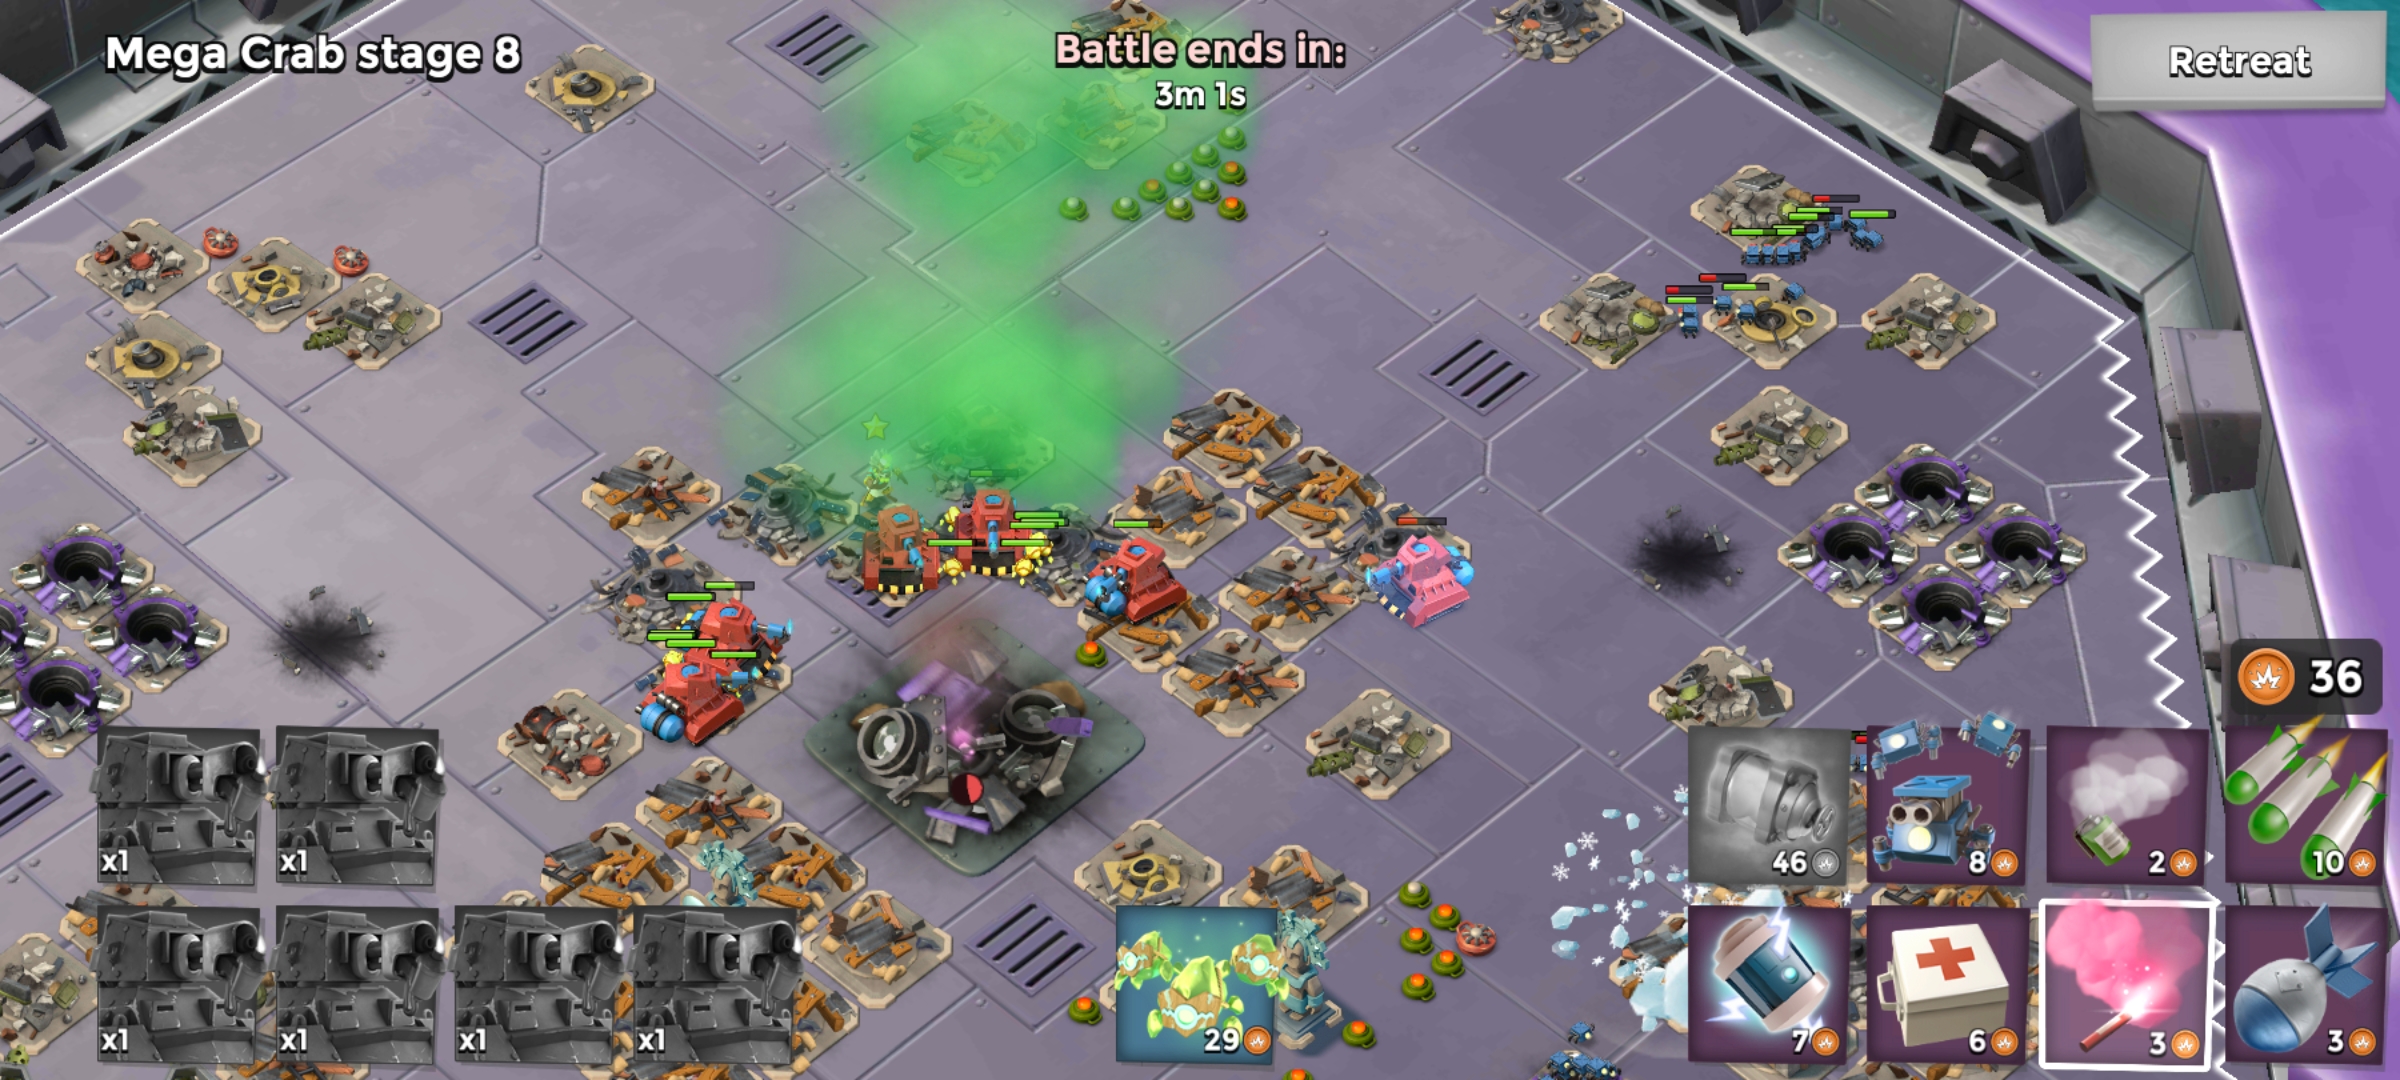 Mega Crab stage 8
Battle ends in:
3m 1s
Retreat
36
x1
x1
46
8
2
10
x1
x1
x1
x1
29
7
6
3
3